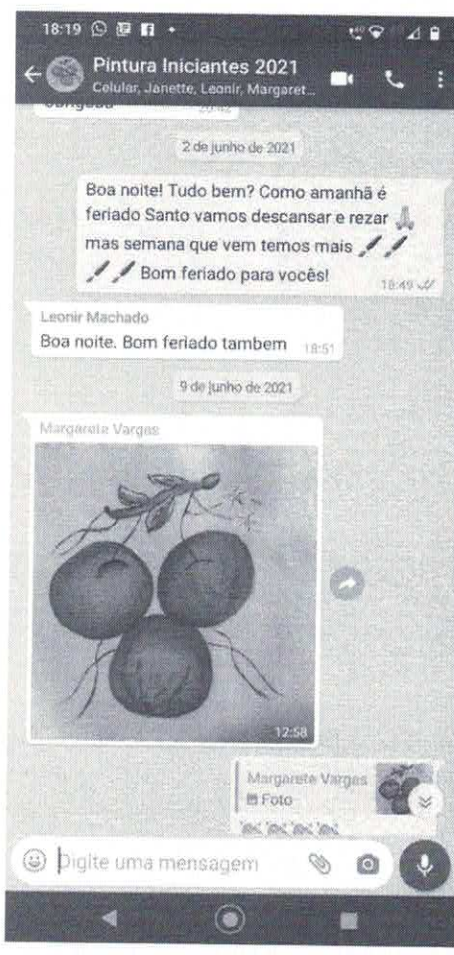 18:19
Pintura Iniciantes 2021
Celular, Janette, Leonir, Margaret...
20:42
2 de junho de 2021
Boa noite! Tudo bem? Como amanhã é
feriado Santo vamos descansar e rezar 🙏
mas semana que vem temos mais 🖌️🖌️
🖌️🖌️ Bom feriado para vocês!
18:49
Leonir Machado
Boa noite. Bom feriado tambem 18:51
9 de junho de 2021
Margarete Vargas
12:58
Margarete Vargas
Foto
Digite uma mensagem